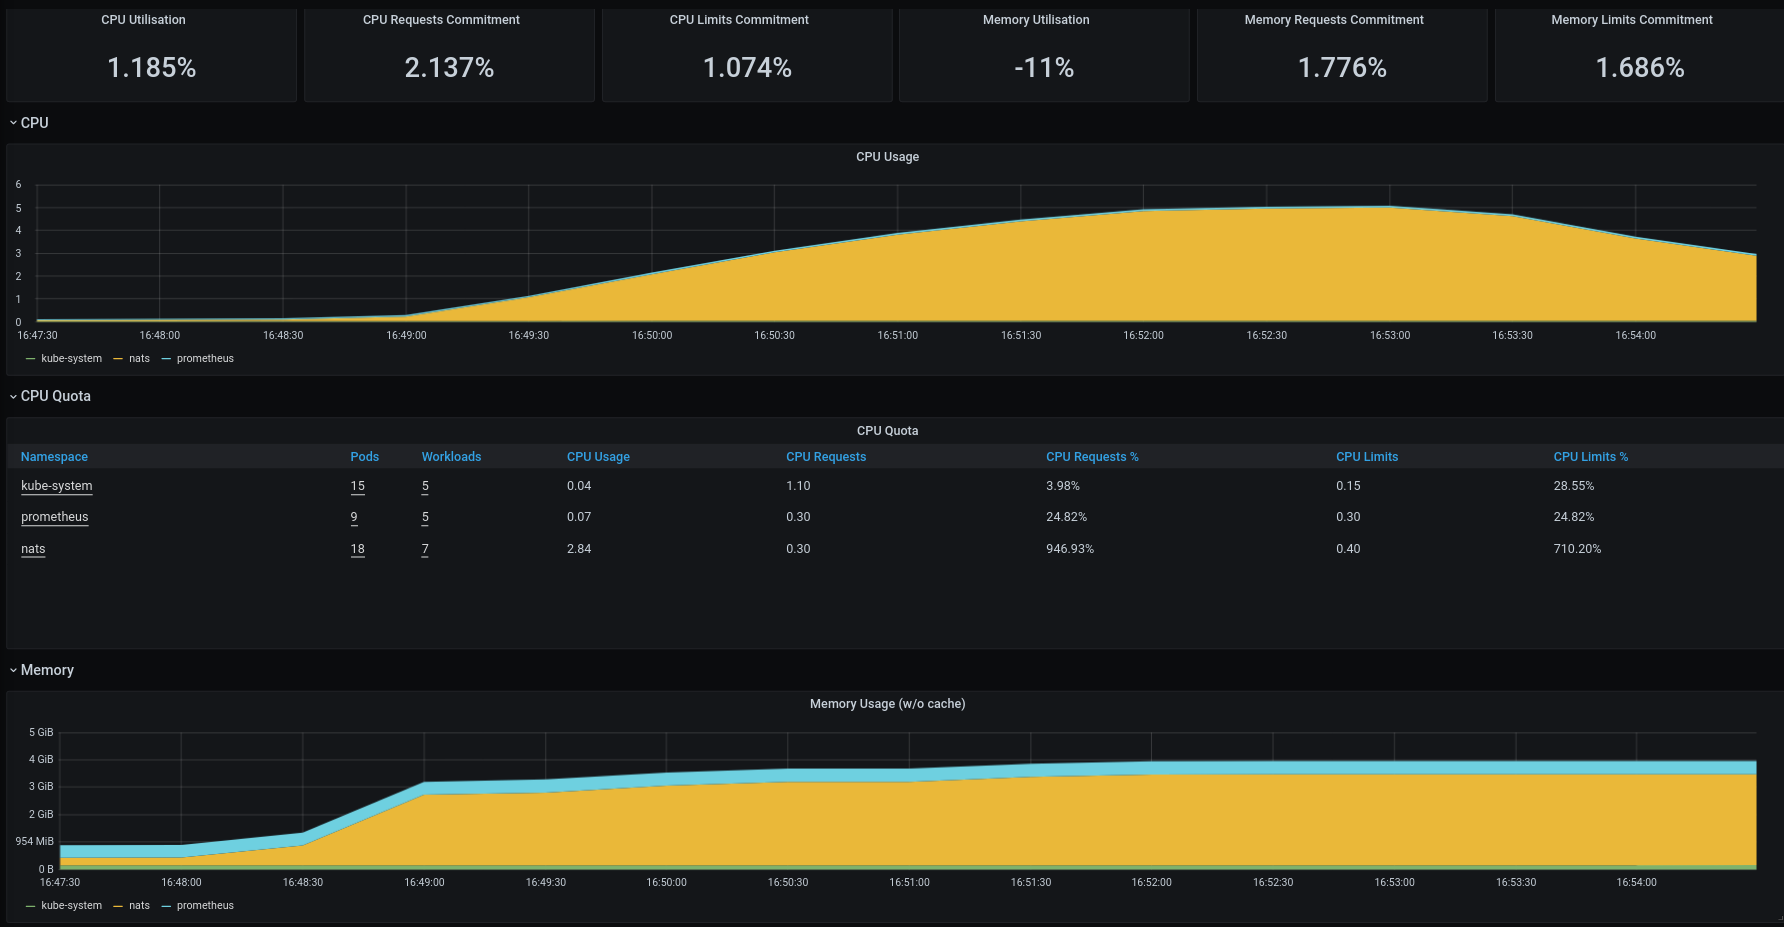 CPU Utilisation CPU Requests Commitment CPU Limits Commitment Memory Utilisation Memory Requests Commitment Memory Limits Commitment
1.185% 2.137% 1.074% -11% 1.776% 1.686%
CPU
CPU Usage
6
5
4
3
2
1
0
16:47:30 16:48:00 16:48:30 16:49:00 16:49:30 16:50:00 16:50:30 16:51:00 16:51:30 16:52:00 16:52:30 16:53:00 16:53:30 16:54:00
kube-system nats prometheus
CPU Quota
CPU Quota
Namespace Pods Workloads CPU Usage CPU Requests CPU Requests % CPU Limits CPU Limits %
kube-system 15 5 0.04 1.10 3.98% 0.15 28.55%
prometheus 9 5 0.07 0.30 24.82% 0.30 24.82%
nats 18 7 2.84 0.30 946.93% 0.40 710.20%
Memory
Memory Usage (w/o cache)
5 GiB
4 GiB
3 GiB
2 GiB
954 MiB
0 B
16:47:30 16:48:00 16:48:30 16:49:00 16:49:30 16:50:00 16:50:30 16:51:00 16:51:30 16:52:00 16:52:30 16:53:00 16:53:30 16:54:00
kube-system nats prometheus